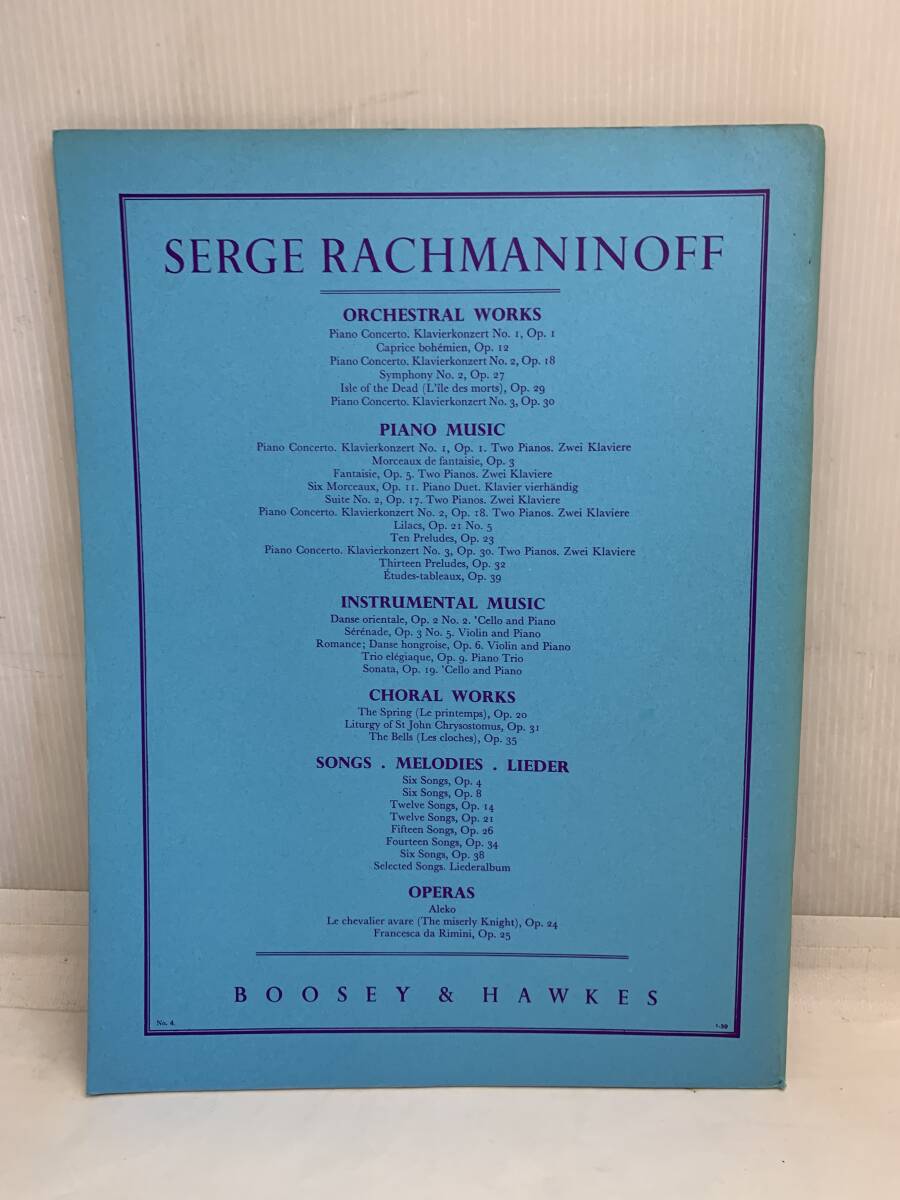 SERGE RACHMANINOFF
ORCHESTRAL WORKS
Piano Concerto. Klavierkonzert No. 1, Op. 1
Caprice bohémien, Op. 12
Piano Concerto. Klavierkonzert No. 2, Op. 18
Symphony No. 2, Op. 27
Isle of the Dead (L'île des morts), Op. 29
Piano Concerto. Klavierkonzert No. 3, Op. 30
PIANO MUSIC
Piano Concerto. Klavierkonzert No. 1, Op. 1. Two Pianos. Zwei Klaviere
Morceaux de fantaisie, Op. 3
Fantaisie, Op. 5. Two Pianos. Zwei Klaviere
Six Morceaux, Op. 11. Piano Duet. Klavier vierhändig
Suite No. 2, Op. 17. Two Pianos. Zwei Klaviere
Piano Concerto. Klavierkonzert No. 2, Op. 18. Two Pianos. Zwei Klaviere
Lilacs, Op. 21 No. 5
Ten Preludes, Op. 23
Piano Concerto. Klavierkonzert No. 3, Op. 30. Two Pianos. Zwei Klaviere
Thirteen Preludes, Op. 32
Études-tableaux, Op. 39
INSTRUMENTAL MUSIC
Danse orientale, Op. 2 No. 2. 'Cello and Piano
Sérénade, Op. 3 No. 5. Violin and Piano
Romance; Danse hongroise, Op. 6. Violin and Piano
Trio elégiaque, Op. 9. Piano Trio
Sonata, Op. 19. 'Cello and Piano
CHORAL WORKS
The Spring (Le printemps), Op. 20
Liturgy of St John Chrysostomus, Op. 31
The Bells (Les cloches), Op. 35
SONGS . MELODIES . LIEDER
Six Songs, Op. 4
Six Songs, Op. 8
Twelve Songs, Op. 14
Twelve Songs, Op. 21
Fifteen Songs, Op. 26
Fourteen Songs, Op. 34
Six Songs, Op. 38
Selected Songs. Liederalbum
OPERAS
Aleko
Le chevalier avare (The miserly Knight), Op. 24
Francesca da Rimini, Op. 25
BOOSEY & HAWKES
No. 4
1.59